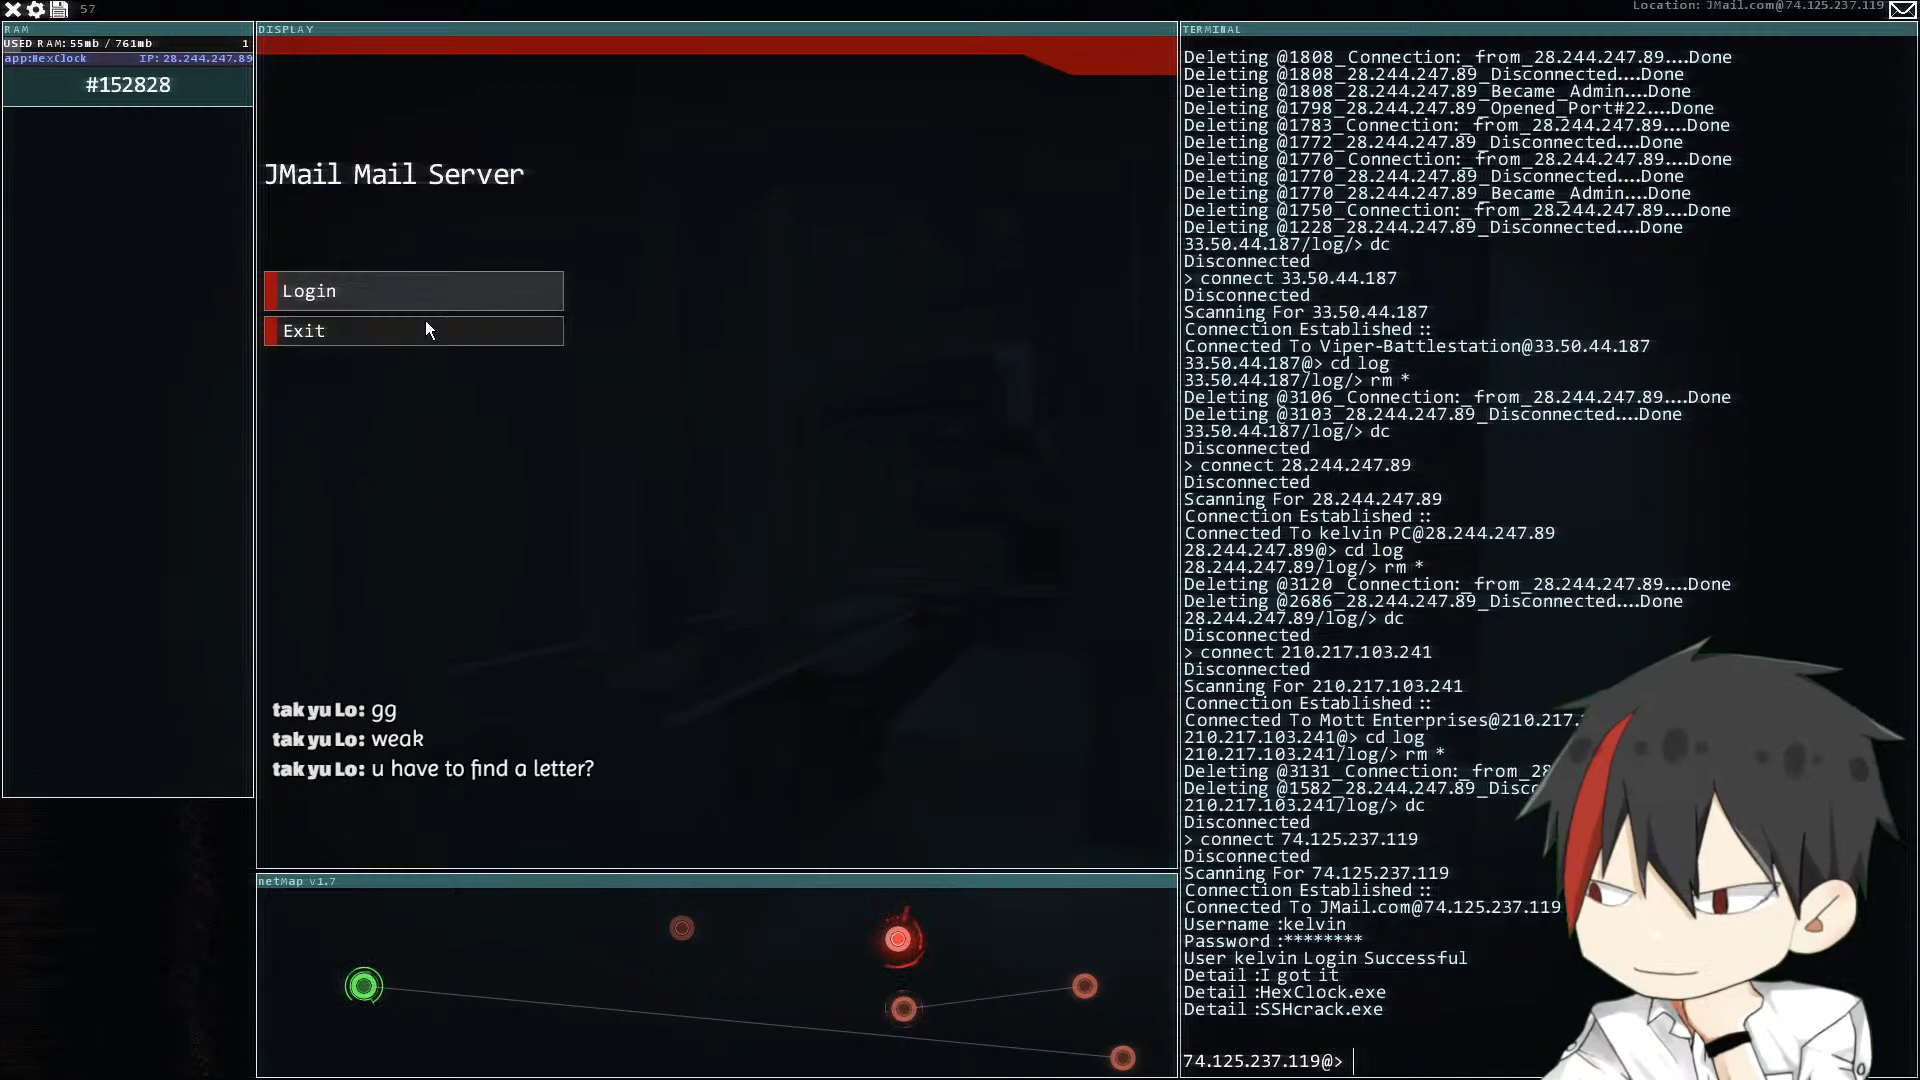 57
Location: JMail.com@74.125.237.119
RAM
USED RAM: 55mb / 761mb 1
app:HexClock IP: 28.244.247.89
#152828
DISPLAY
JMail Mail Server
Login
Exit
tak yu Lo: gg
tak yu Lo: weak
tak yu Lo: u have to find a letter?
netMap v1.7
TERMINAL
Deleting @1808_Connection:_from_28.244.247.89....Done
Deleting @1808_28.244.247.89_Disconnected....Done
Deleting @1808_28.244.247.89_Became_Admin....Done
Deleting @1798_28.244.247.89_Opened_Port#22....Done
Deleting @1783_Connection:_from_28.244.247.89....Done
Deleting @1772_28.244.247.89_Disconnected....Done
Deleting @1770_Connection:_from_28.244.247.89....Done
Deleting @1770_28.244.247.89_Disconnected....Done
Deleting @1770_28.244.247.89_Became_Admin....Done
Deleting @1750_Connection:_from_28.244.247.89....Done
Deleting @1228_28.244.247.89_Disconnected....Done
33.50.44.187/log/> dc
Disconnected
> connect 33.50.44.187
Disconnected
Scanning For 33.50.44.187
Connection Established ::
Connected To Viper-Battlestation@33.50.44.187
33.50.44.187@> cd log
33.50.44.187/log/> rm *
Deleting @3106_Connection:_from_28.244.247.89....Done
Deleting @3103_28.244.247.89_Disconnected....Done
33.50.44.187/log/> dc
Disconnected
> connect 28.244.247.89
Disconnected
Scanning For 28.244.247.89
Connection Established ::
Connected To kelvin PC@28.244.247.89
28.244.247.89@> cd log
28.244.247.89/log/> rm *
Deleting @3120_Connection:_from_28.244.247.89....Done
Deleting @2686_28.244.247.89_Disconnected....Done
28.244.247.89/log/> dc
Disconnected
> connect 210.217.103.241
Disconnected
Scanning For 210.217.103.241
Connection Established ::
Connected To Mott Enterprises@210.217.
210.217.103.241@> cd log
210.217.103.241/log/> rm *
Deleting @3131_Connection:_from_28
Deleting @1582_28.244.247.89_Disc
210.217.103.241/log/> dc
Disconnected
> connect 74.125.237.119
Disconnected
Scanning For 74.125.237.119
Connection Established ::
Connected To JMail.com@74.125.237.119
Username :kelvin
Password :********
User kelvin Login Successful
Detail :I got it
Detail :HexClock.exe
Detail :SSHcrack.exe
74.125.237.119@>